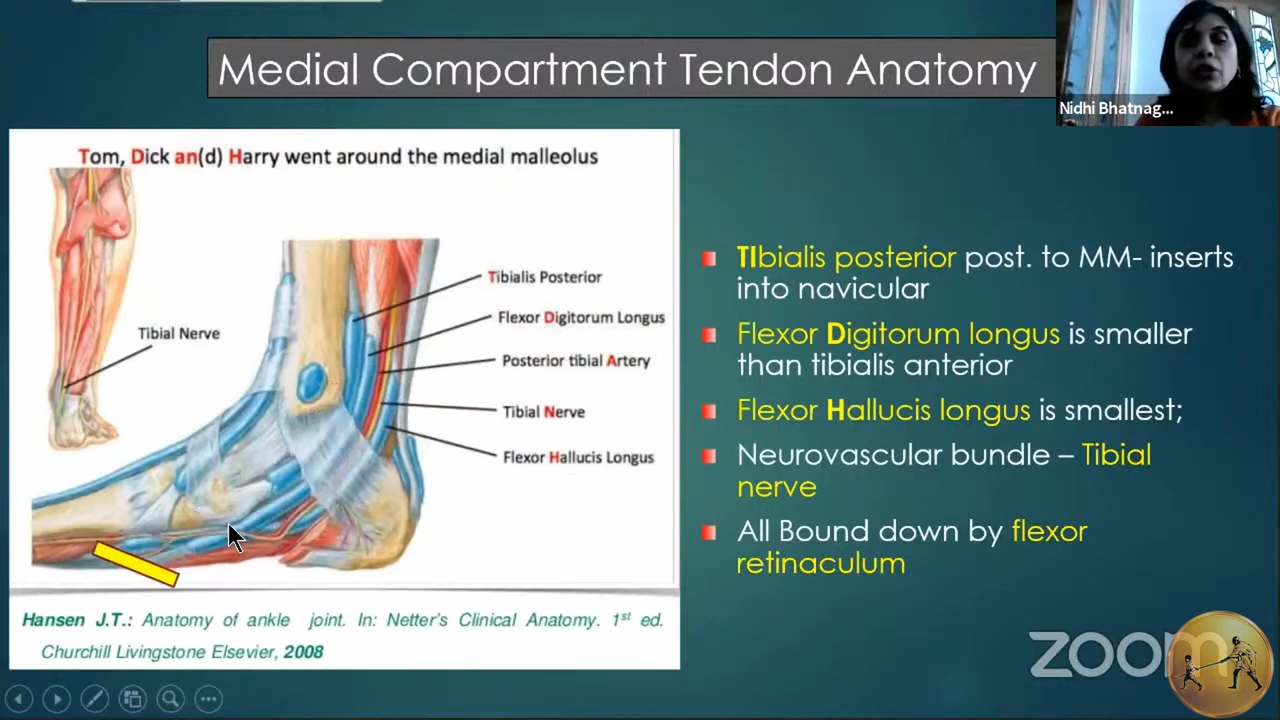 Medial Compartment Tendon Anatomy
Nidhi Bhatnag...
Tom, Dick an(d) Harry went around the medial malleolus
Tibial Nerve
Tibialis Posterior
Flexor Digitorum Longus
Posterior tibial Artery
Tibial Nerve
Flexor Hallucis Longus
Hansen J.T.: Anatomy of ankle joint. In: Netter's Clinical Anatomy. 1st ed.
Churchill Livingstone Elsevier, 2008
TIbialis posterior post. to MM- inserts
into navicular
Flexor Digitorum longus is smaller
than tibialis anterior
Flexor Hallucis longus is smallest;
Neurovascular bundle – Tibial
nerve
All Bound down by flexor
retinaculum
zoom